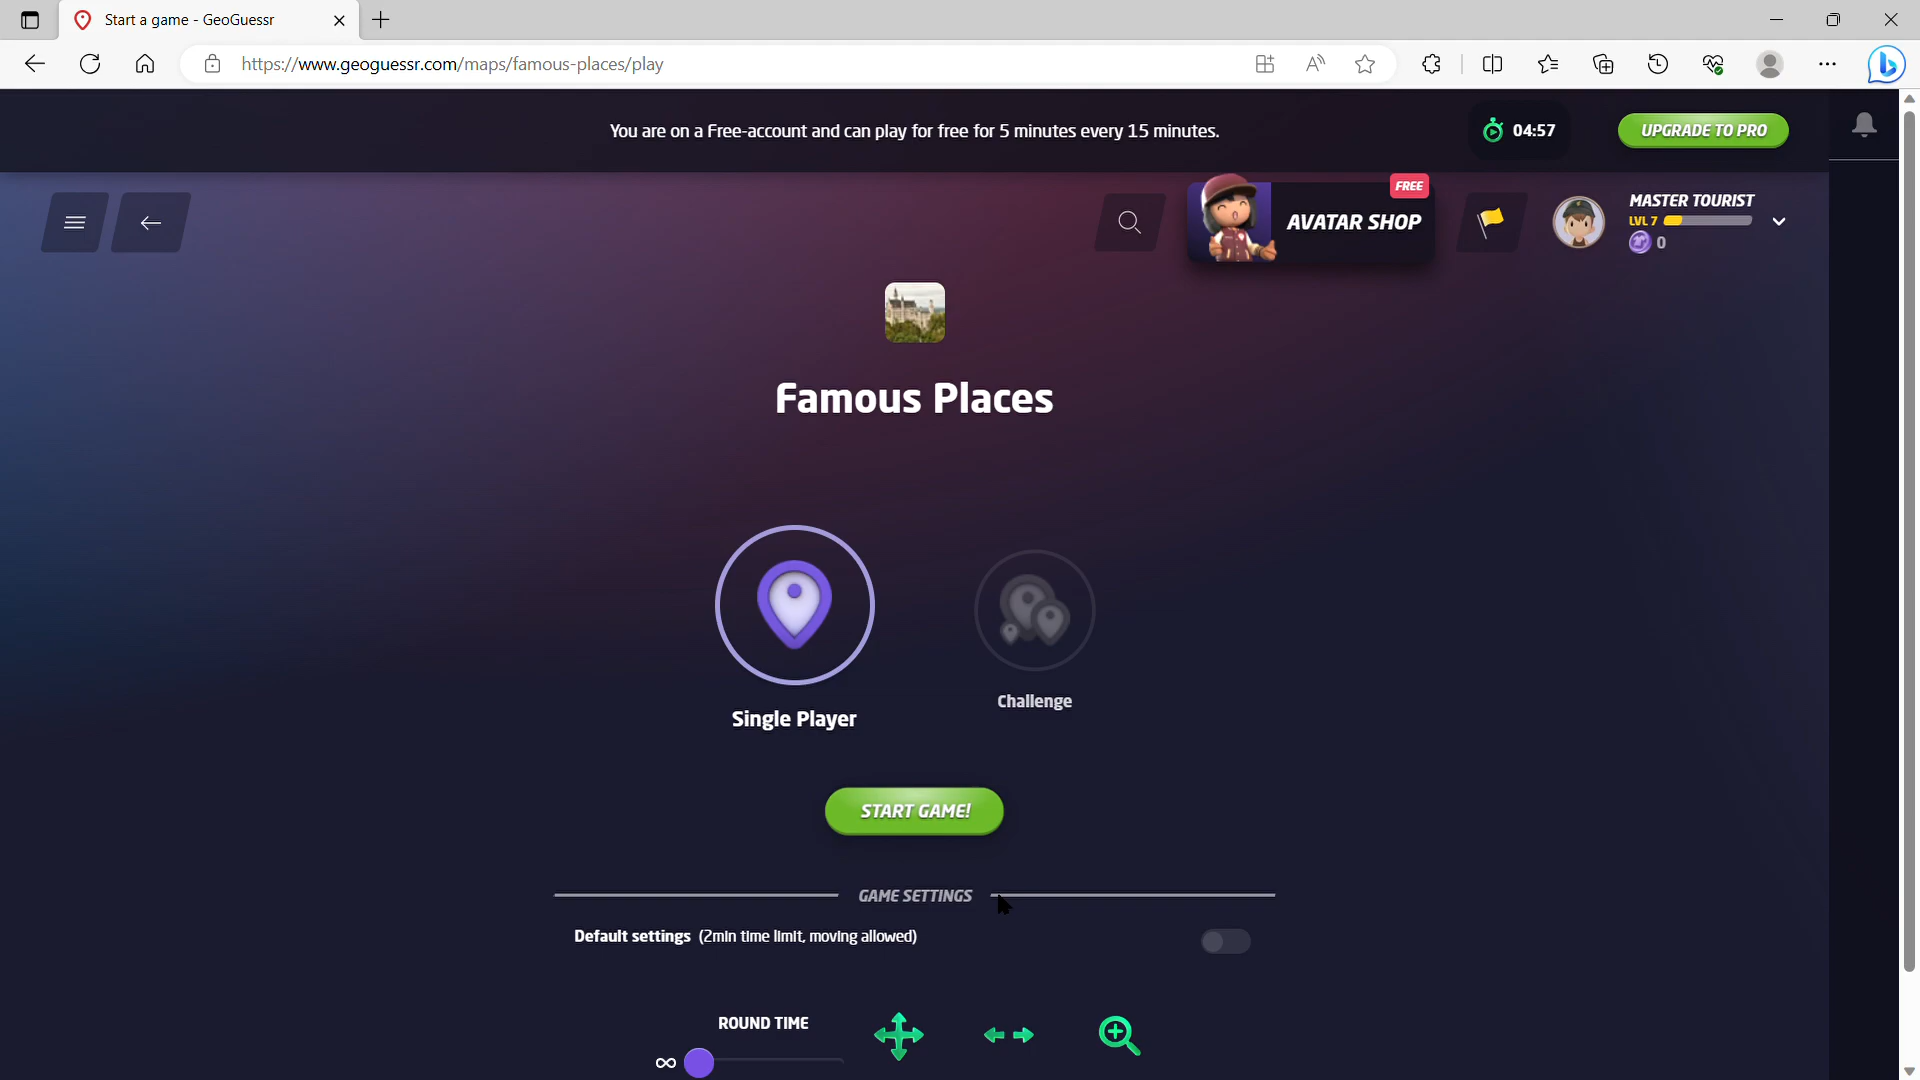 Start a game - GeoGuessr
https://www.geoguessr.com/maps/famous-places/play
You are on a Free-account and can play for free for 5 minutes every 15 minutes.
04:57
UPGRADE TO PRO
FREE
AVATAR SHOP
MASTER TOURIST
LVL 7
0
Famous Places
Single Player
Challenge
START GAME!
GAME SETTINGS
Default settings (2min time limit, moving allowed)
ROUND TIME
∞